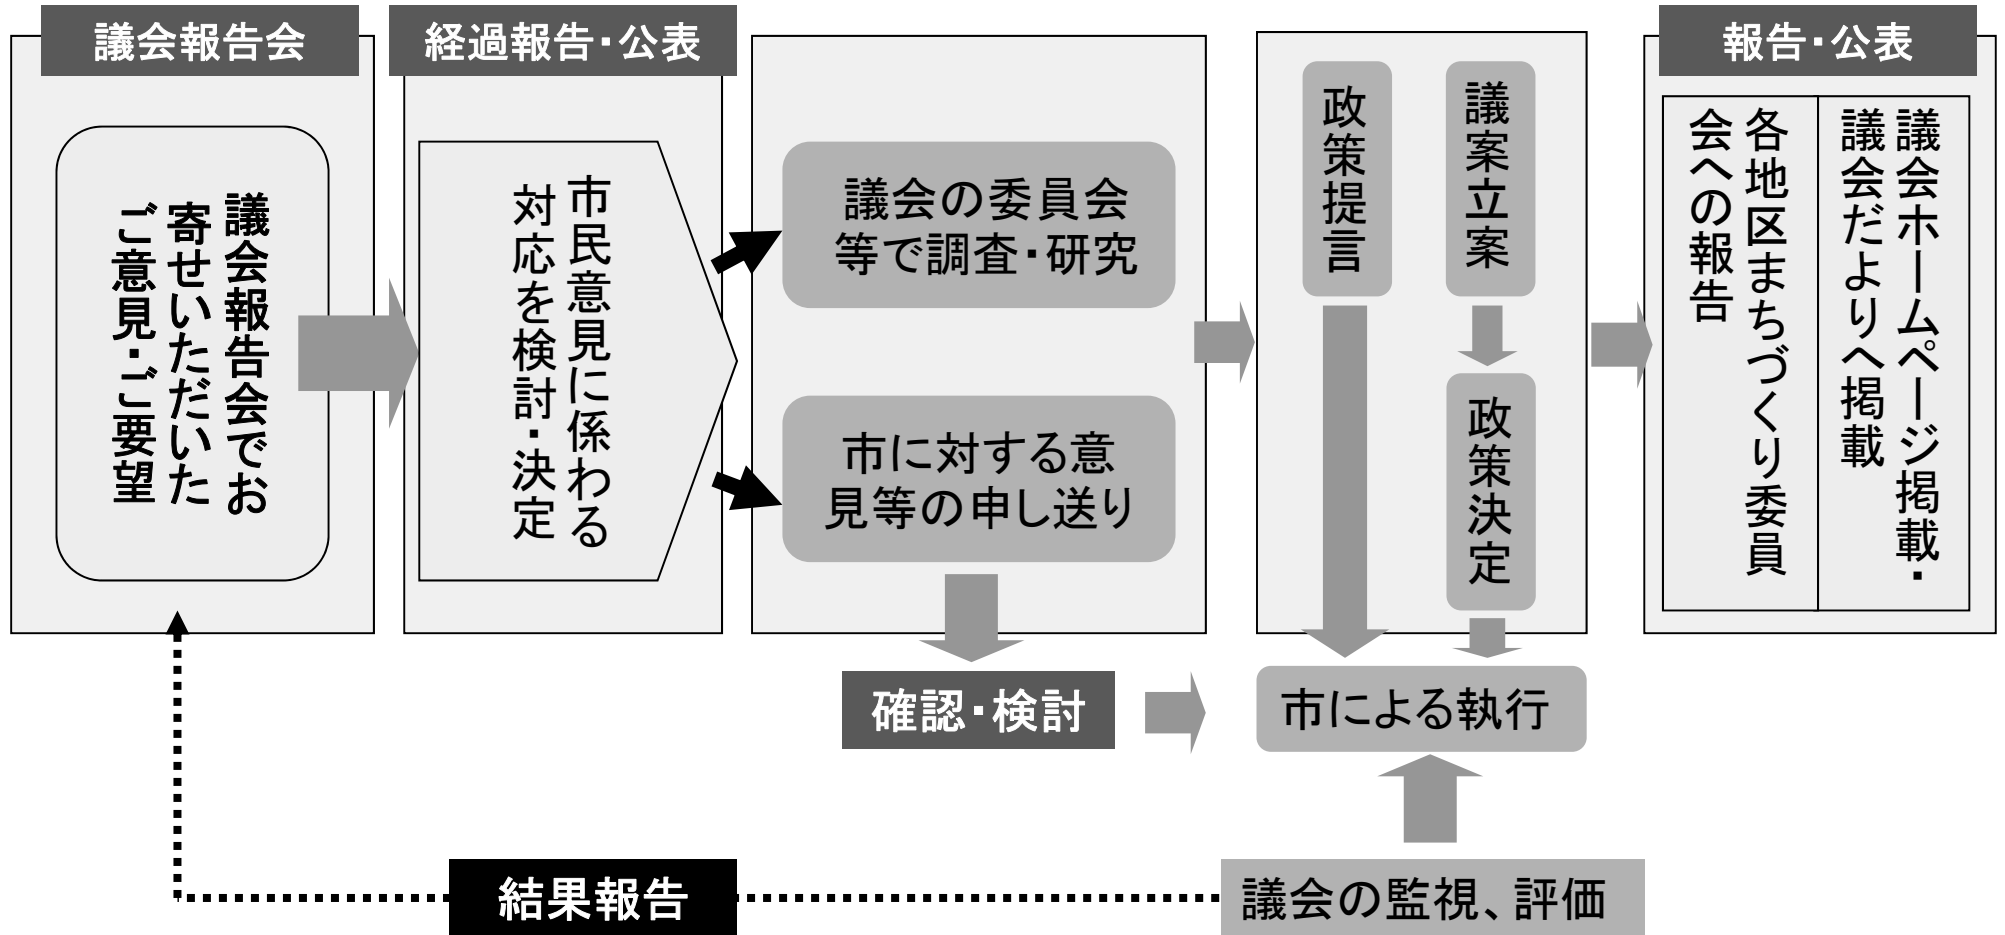 議会報告会
議会報告会でお
寄せいただいた
ご意見・ご要望
経過報告・公表
市民意見に係わる
対応を検討・決定
議会の委員会
等で調査・研究
市に対する意
見等の申し送り
確認・検討
政策提言
議案立案
政策決定
市による執行
報告・公表
議会ホームページ掲載・
議会だよりへ掲載
各地区まちづくり委員
会への報告
議会の監視、評価
結果報告